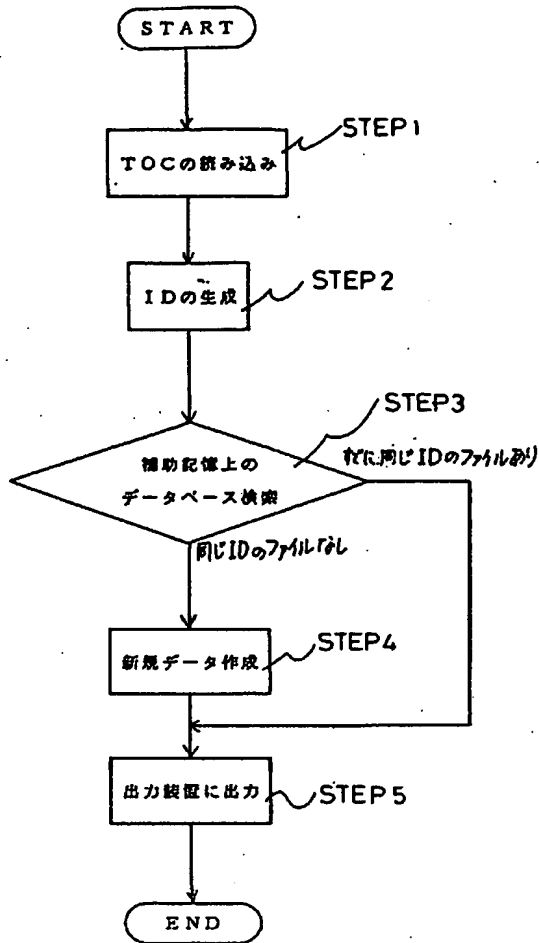 START
STEP1
TOCの読み込み
STEP2
IDの生成
STEP3
補助記憶上の
データベース検索
すでに同じIDのファイルあり
同じIDのファイルなし
STEP4
新規データ作成
出力装置に出力
STEP5
END